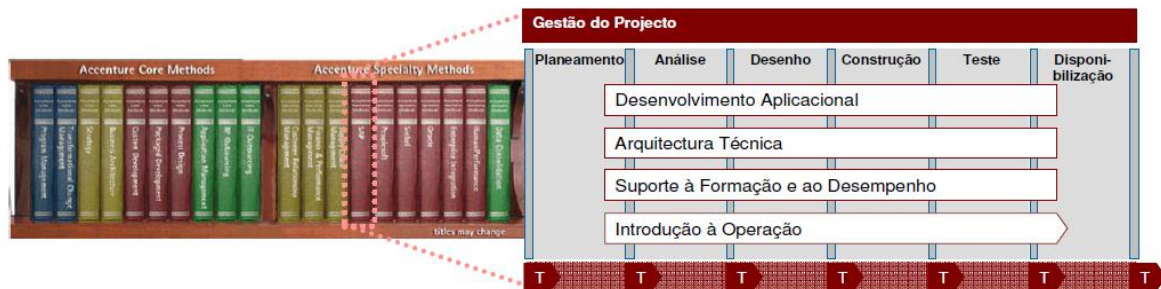 Accenture Core Methods
Accenture Specialty Methods
Program Management
Transformational Change Management
Strategy
Business Architecture
Custom Development
Packaged Development
Process Design
Application Management
BP Outsourcing
IT Outsourcing
Customer Relationship Management
Finance & Performance Management
Management
SAP
Peoplesoft
Siebel
Oracle
Enterprise Integration
Human Performance
Data Consolidation
titles may change
Gestão do Projecto
Planeamento
Análise
Desenho
Construção
Teste
Disponi-
bilização
Desenvolvimento Aplicacional
Arquitectura Técnica
Suporte à Formação e ao Desempenho
Introdução à Operação
T T T T T T T